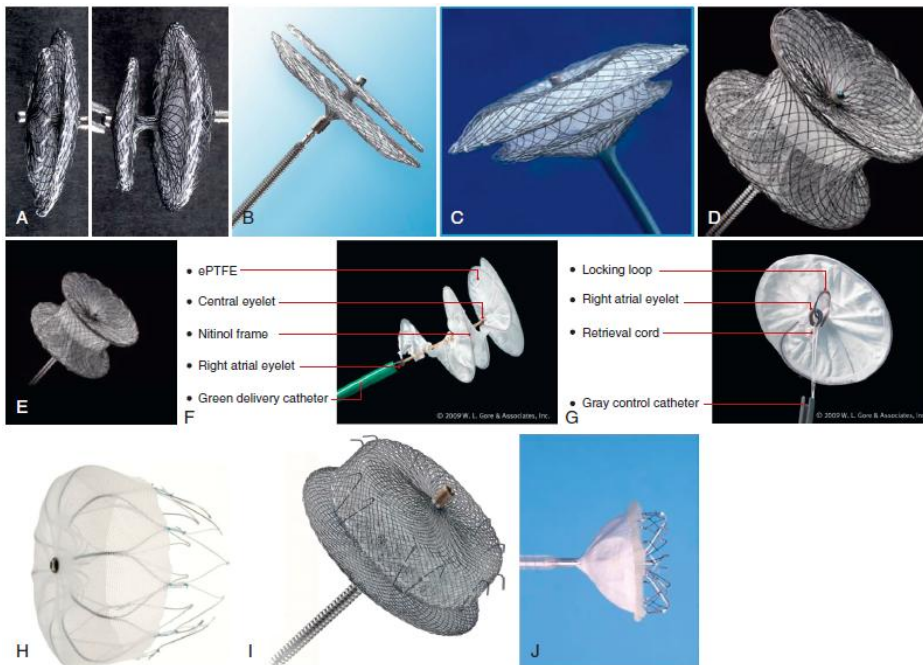 A
B
C
D
E
• ePTFE
• Central eyelet
• Nitinol frame
• Right atrial eyelet
• Green delivery catheter
F
© 2009 W. L. Gore & Associates, Inc.
• Locking loop
• Right atrial eyelet
• Retrieval cord
• Gray control catheter
G
© 2009 W. L. Gore & Associates, Inc.
H
I
J